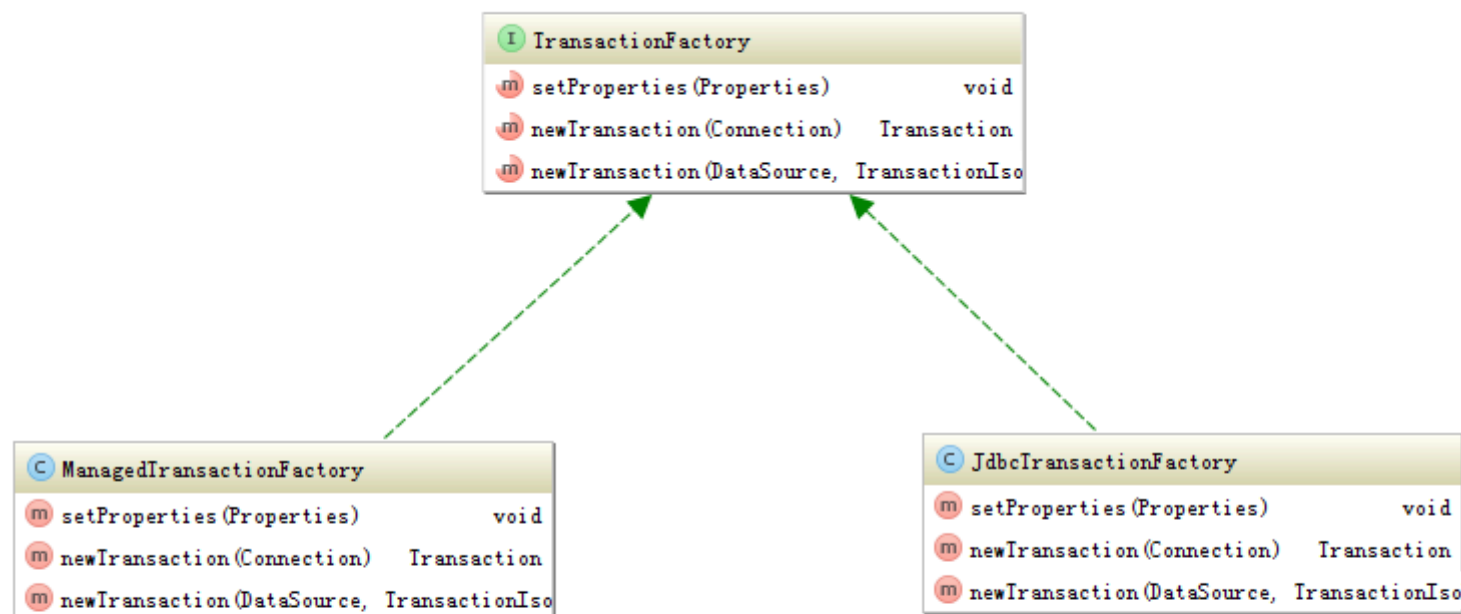 I TransactionFactory
m setProperties(Properties) void
m newTransaction(Connection) Transaction
m newTransaction(DataSource, TransactionIso
C ManagedTransactionFactory
m setProperties(Properties) void
m newTransaction(Connection) Transaction
m newTransaction(DataSource, TransactionIso
C JdbcTransactionFactory
m setProperties(Properties) void
m newTransaction(Connection) Transaction
m newTransaction(DataSource, TransactionIso